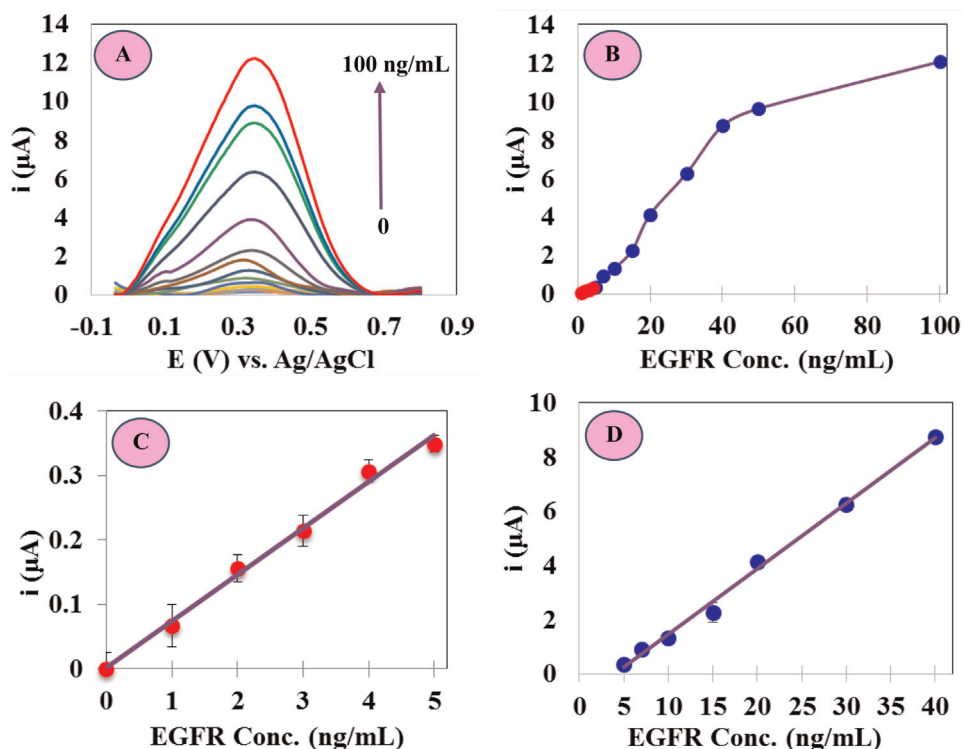 A
14
12
10
8
6
4
2
0
i (μA)
100 ng/mL
0
-0.1 0.1 0.3 0.5 0.7 0.9
E (V) vs. Ag/AgCl
B
14
12
10
8
6
4
2
0
i (μA)
0 20 40 60 80 100
EGFR Conc. (ng/mL)
C
0.4
0.3
0.2
0.1
0
i (μA)
0 1 2 3 4 5
EGFR Conc. (ng/mL)
D
10
8
6
4
2
0
i (μA)
0 5 10 15 20 25 30 35 40
EGFR Conc. (ng/mL)